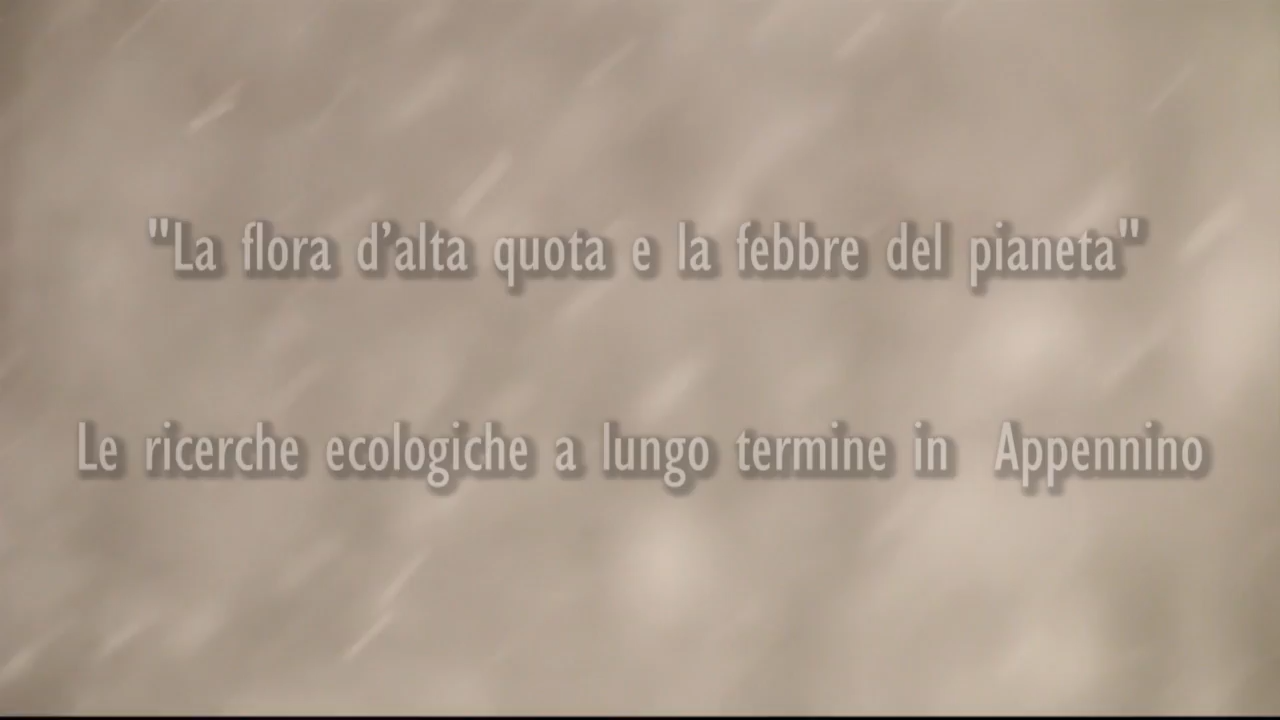 "La flora d’alta quota e la febbre del pianeta"
Le ricerche ecologiche a lungo termine in Appennino